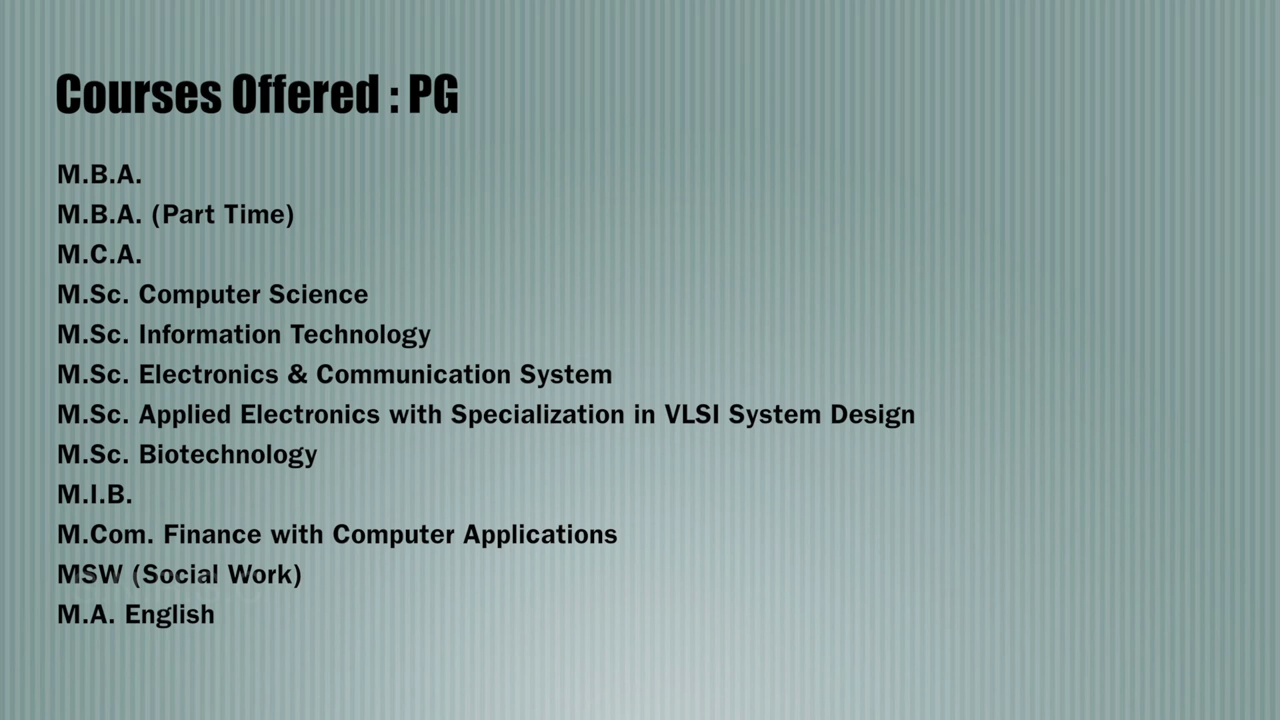 Courses Offered : PG
M.B.A.
M.B.A. (Part Time)
M.C.A.
M.Sc. Computer Science
M.Sc. Information Technology
M.Sc. Electronics & Communication System
M.Sc. Applied Electronics with Specialization in VLSI System Design
M.Sc. Biotechnology
M.I.B.
M.Com. Finance with Computer Applications
MSW (Social Work)
M.A. English